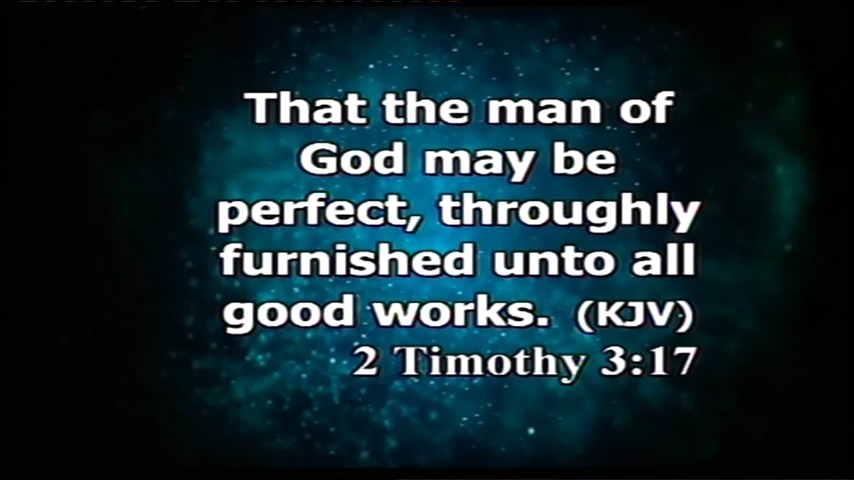 That the man of
God may be
perfect, throughly
furnished unto all
good works. (KJV)
2 Timothy 3:17